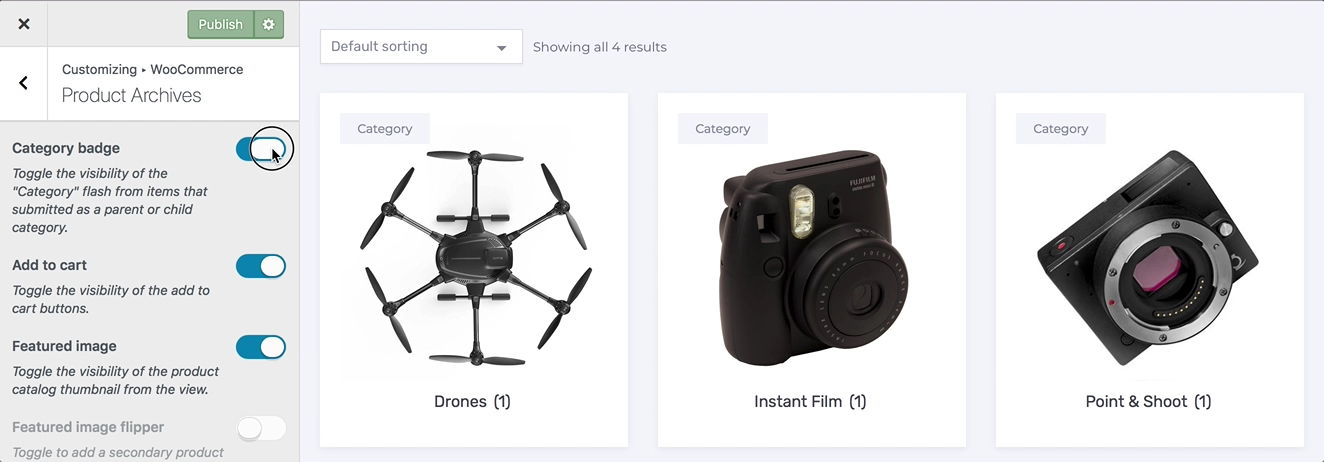 Publish
Customizing ▸ WooCommerce
Product Archives
Category badge
Toggle the visibility of the
"Category" flash from items that
submitted as a parent or child
category.
Add to cart
Toggle the visibility of the add to
cart buttons.
Featured image
Toggle the visibility of the product
catalog thumbnail from the view.
Featured image flipper
Toggle to add a secondary product
Default sorting
Showing all 4 results
Category
Drones (1)
Category
FUJIFILM
Instant Film (1)
Category
Point & Shoot (1)